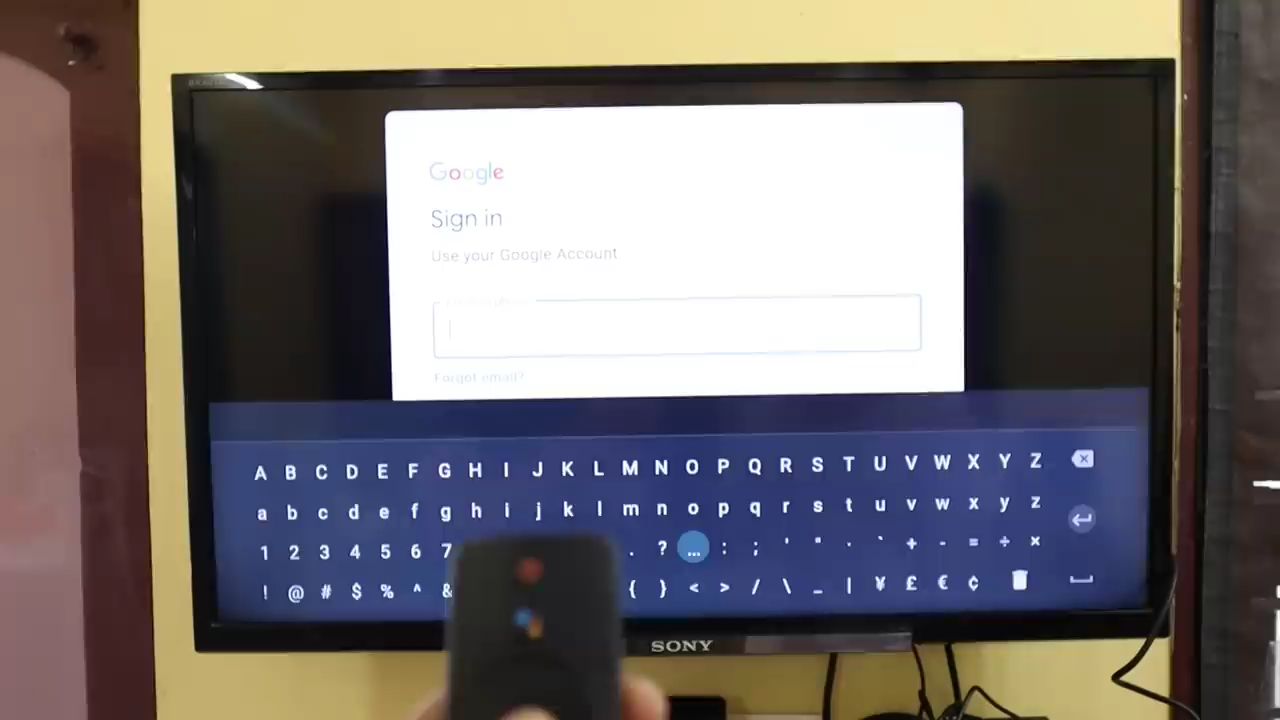 Google
Sign in
Use your Google Account
Forgot email?
A B C D E F G H I J K L M N O P Q R S T U V W X Y Z
a b c d e f g h i j k l m n o p q r s t u v w x y z
1 2 3 4 5 6 7 . ? … : ; ' " · ` + - = ÷ ×
! @ # $ % ^ & { } < > / \ _ | ¥ £ € ¢
SONY